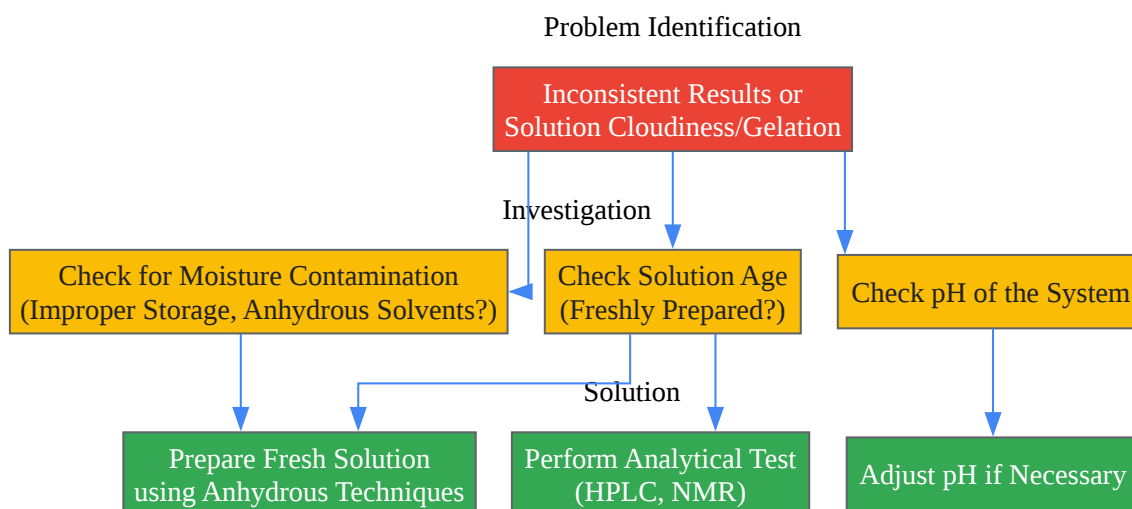 Problem Identification
Inconsistent Results or
Solution Cloudiness/Gelation
Investigation
Check for Moisture Contamination
(Improper Storage, Anhydrous Solvents?)
Check Solution Age
(Freshly Prepared?)
Check pH of the System
Solution
Prepare Fresh Solution
using Anhydrous Techniques
Perform Analytical Test
(HPLC, NMR)
Adjust pH if Necessary